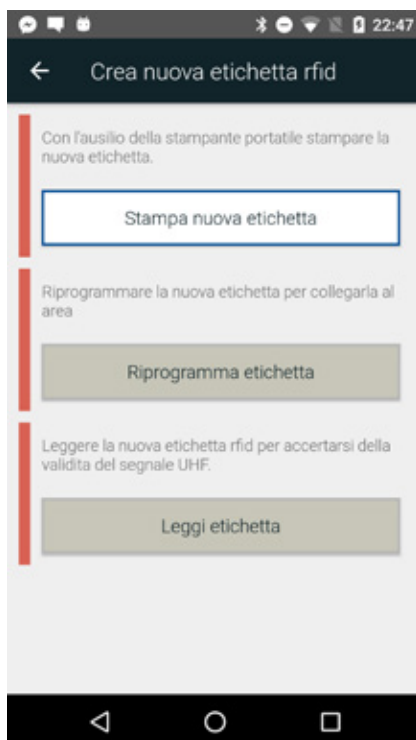 22:47
Crea nuova etichetta rfid
Con l'ausilio della stampante portatile stampare la
nuova etichetta.
Stampa nuova etichetta
Riprogrammare la nuova etichetta per collegarla al
area
Riprogramma etichetta
Leggere la nuova etichetta rfid per accertarsi della
validita del segnale UHF.
Leggi etichetta